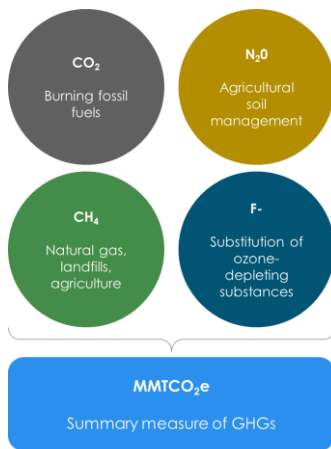 CO₂
Burning fossil
fuels
N₂0
Agricultural
soil
management
CH₄
Natural gas,
landfills,
agriculture
F-
Substitution of
ozone-
depleting
substances
MMTCO₂e
Summary measure of GHGs